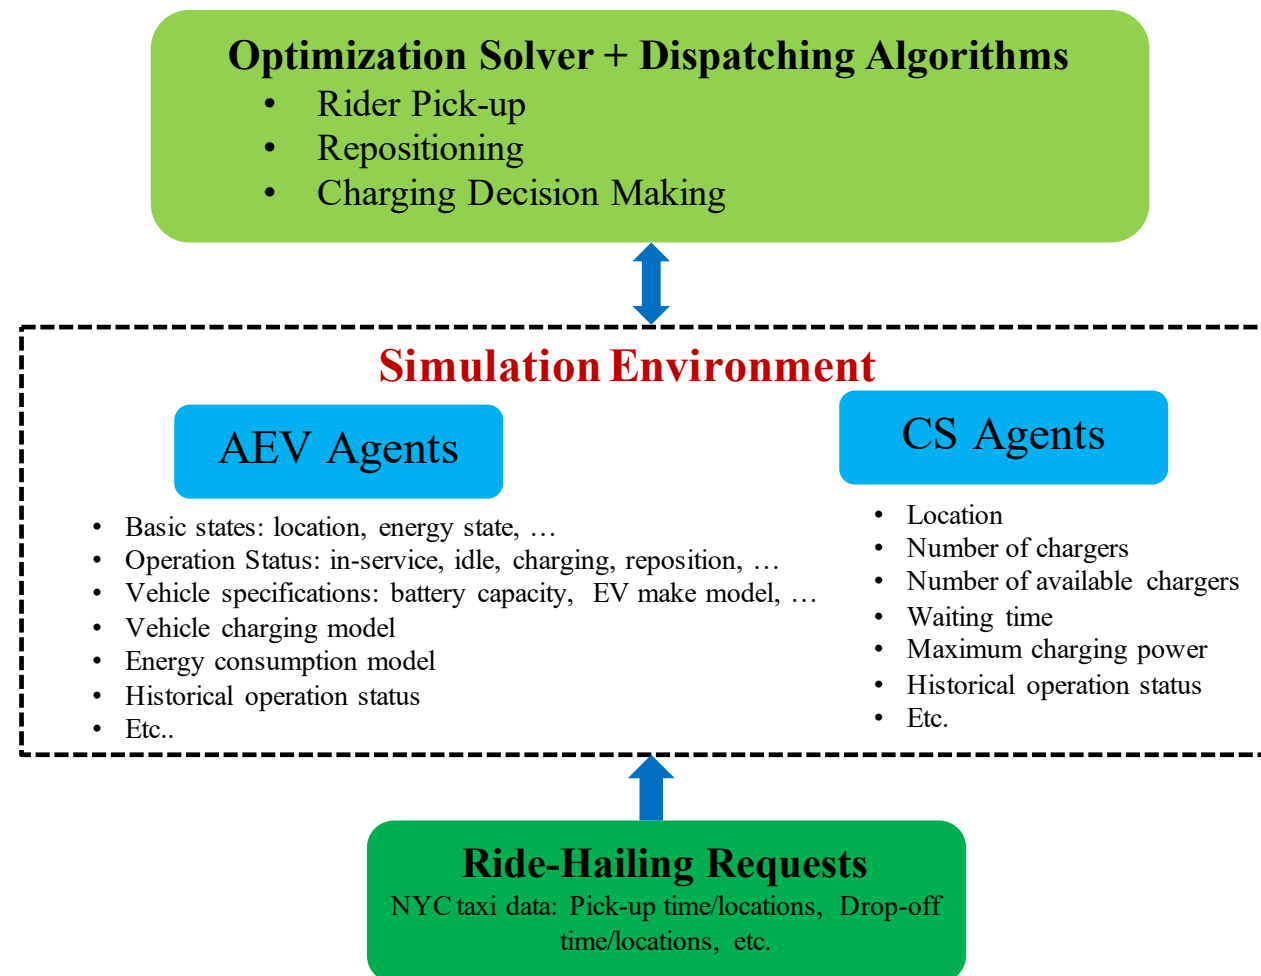 Optimization Solver + Dispatching Algorithms
• Rider Pick-up
• Repositioning
• Charging Decision Making
Simulation Environment
AEV Agents
• Basic states: location, energy state, …
• Operation Status: in-service, idle, charging, reposition, …
• Vehicle specifications: battery capacity, EV make model, …
• Vehicle charging model
• Energy consumption model
• Historical operation status
• Etc..
CS Agents
• Location
• Number of chargers
• Number of available chargers
• Waiting time
• Maximum charging power
• Historical operation status
• Etc.
Ride-Hailing Requests
NYC taxi data: Pick-up time/locations, Drop-off
time/locations, etc.